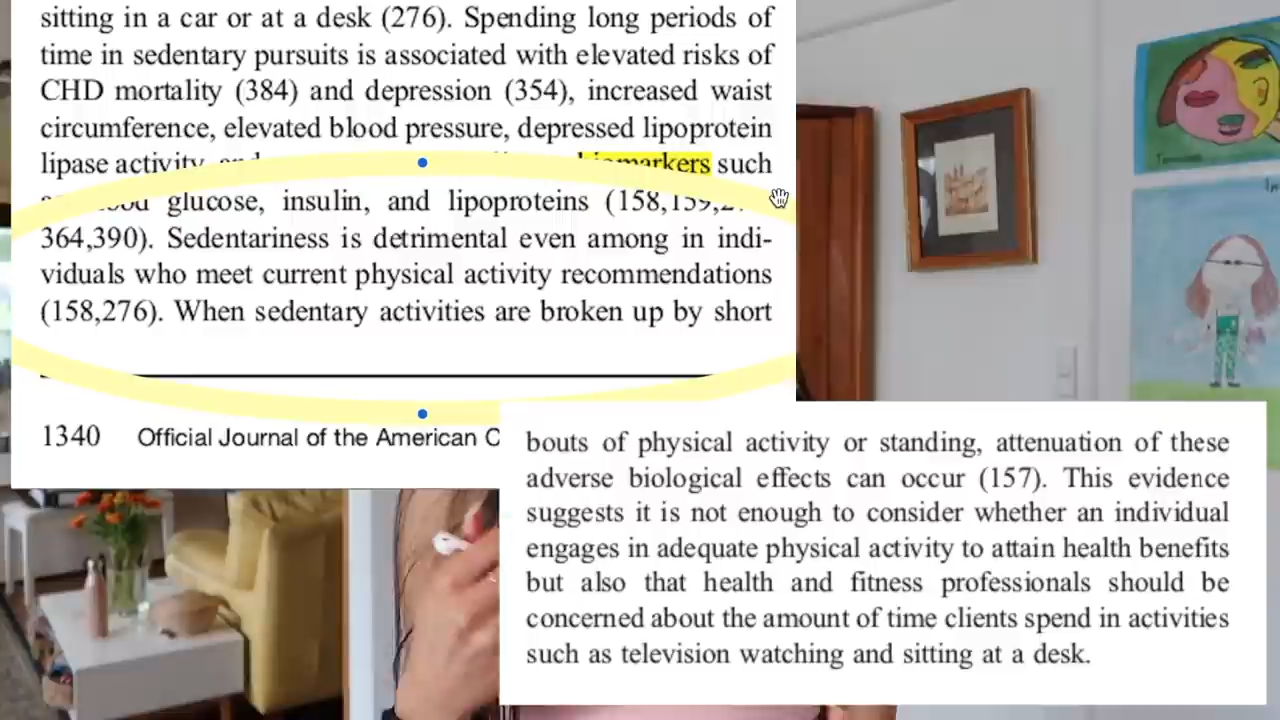 sitting in a car or at a desk (276). Spending long periods of
time in sedentary pursuits is associated with elevated risks of
CHD mortality (384) and depression (354), increased waist
circumference, elevated blood pressure, depressed lipoprotein
lipase activity biomarkers such
glucose, insulin, and lipoproteins (158,159,
364,390). Sedentariness is detrimental even among in indi-
viduals who meet current physical activity recommendations
(158,276). When sedentary activities are broken up by short
1340 Official Journal of the American C
bouts of physical activity or standing, attenuation of these
adverse biological effects can occur (157). This evidence
suggests it is not enough to consider whether an individual
engages in adequate physical activity to attain health benefits
but also that health and fitness professionals should be
concerned about the amount of time clients spend in activities
such as television watching and sitting at a desk.